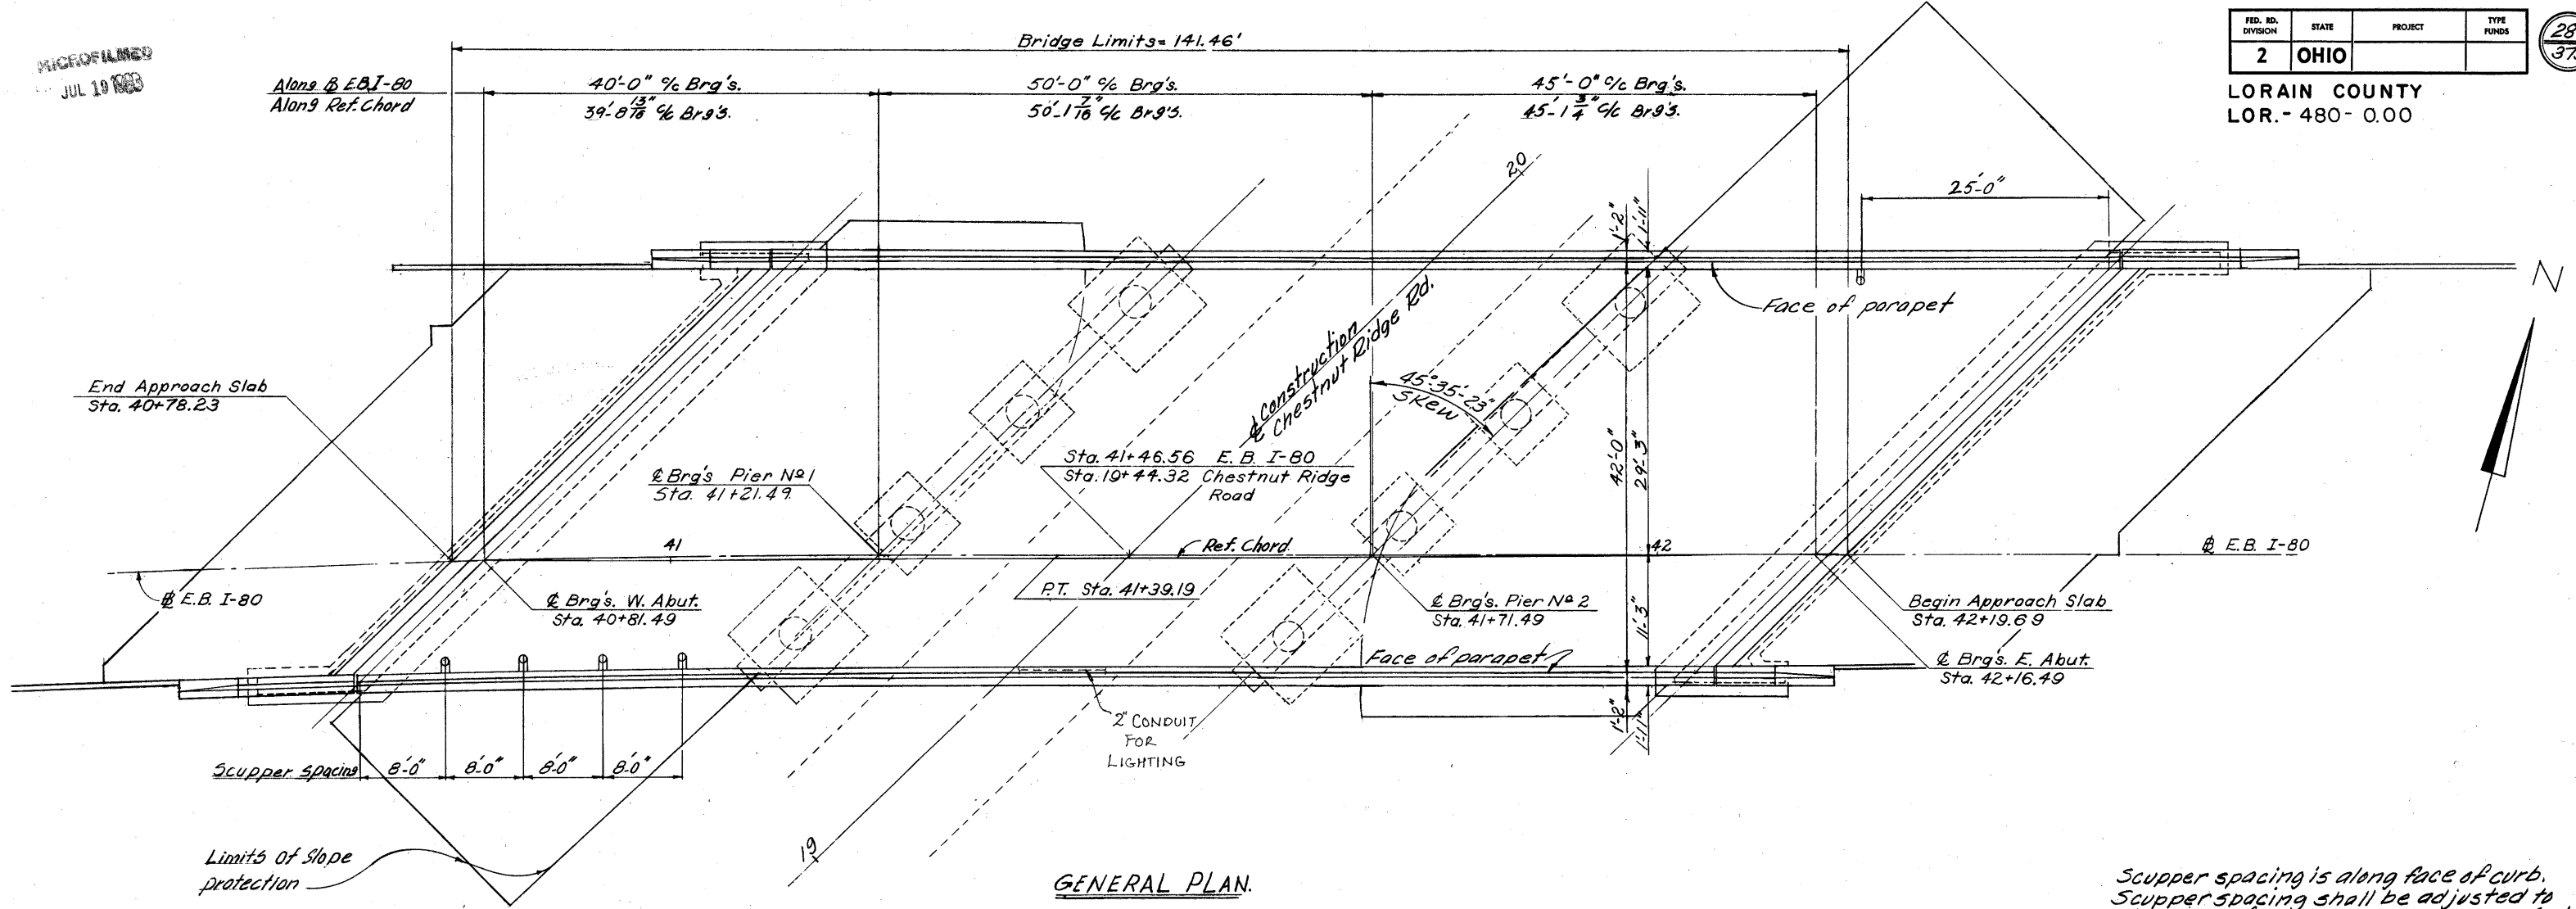 MICROFILMED
JUL 19 1983
FED. RD. DIVISION
STATE
PROJECT
TYPE FUNDS
2
OHIO
28
LORAIN COUNTY
LOR.- 480- 0.00
Bridge Limits= 141.46'
Along ᴃ E.B.I-80
Along Ref. Chord
40'-0" c/c Brg's.
39'-8 13/16" c/c Brg's.
50'-0" c/c Brg's.
50'-1 7/16" c/c Brg's.
45'-0" c/c Brg's.
45'-1 3/4" c/c Brg's.
20
25'-0"
1'-2"
1'-11"
N
Face of parapet
End Approach Slab
Sta. 40+78.23
℄ Construction
Chestnut Ridge Rd.
45°-35'-23"
SKEW
42'-0"
29'-3"
℄ Brg's Pier Nº 1
Sta. 41+21.49
Sta. 41+46.56 E.B. I-80
Sta. 19+44.32 Chestnut Ridge
Road
41
Ref. Chord
42
ᴃ E.B. I-80
ᴃ E.B. I-80
℄ Brg's. W. Abut.
Sta. 40+81.49
P.T. Sta. 41+39.19
℄ Brg's. Pier Nº 2
Sta. 41+71.49
11'-3"
Begin Approach Slab
Sta. 42+19.69
℄ Brg's. E. Abut.
Sta. 42+16.49
Face of parapet
2" CONDUIT
FOR
LIGHTING
1'-2"
1'-11"
Scupper spacing
8'-0"
8'-0"
8'-0"
8'-0"
19
Limits of Slope
protection
GENERAL PLAN.
Scupper spacing is along face of curb.
Scupper spacing shall be adjusted to